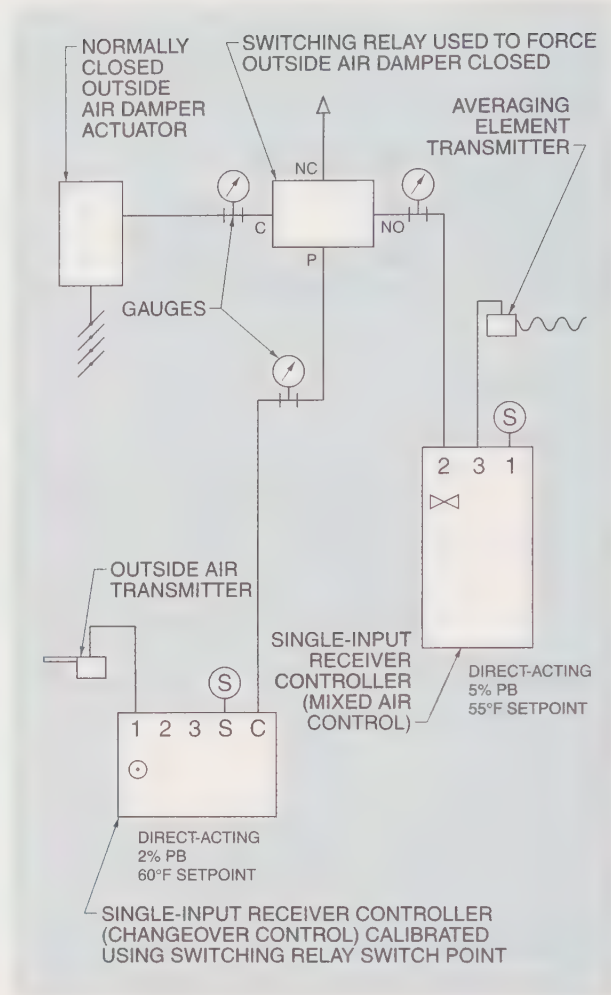 NORMALLY
CLOSED
OUTSIDE
AIR DAMPER
ACTUATOR
SWITCHING RELAY USED TO FORCE
OUTSIDE AIR DAMPER CLOSED
AVERAGING
ELEMENT
TRANSMITTER
NC
C
NO
P
GAUGES
S
2 3 1
OUTSIDE AIR
TRANSMITTER
S
1 2 3 S C
SINGLE-INPUT
RECEIVER
CONTROLLER
(MIXED AIR
CONTROL)
DIRECT-ACTING
5% PB
55°F SETPOINT
DIRECT-ACTING
2% PB
60°F SETPOINT
SINGLE-INPUT RECEIVER CONTROLLER
(CHANGEOVER CONTROL) CALIBRATED
USING SWITCHING RELAY SWITCH POINT